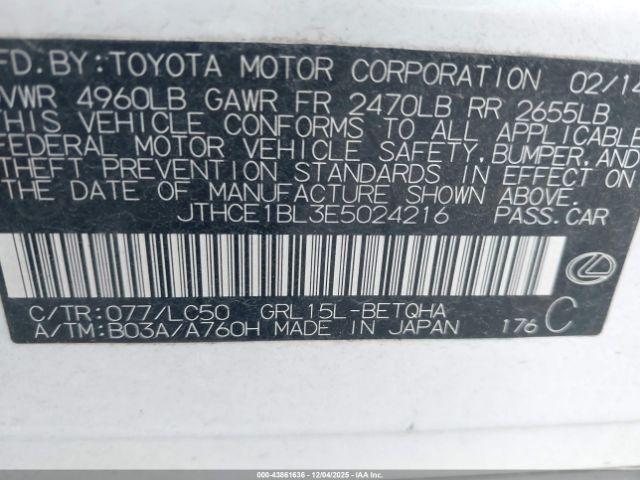 FD.BY:TOYOTA MOTOR CORPORATION 02/14
VWR 4960LB GAWR FR 2470LB RR 2655LB
THIS VEHICLE CONFORMS TO ALL APPLICABLE
FEDERAL MOTOR VEHICLE SAFETY,BUMPER,AND
THEFT PREVENTION STANDARDS IN EFFECT ON
THE DATE OF MANUFACTURE SHOWN ABOVE.
JTHCE1BL3E5024216 PASS.CAR
C/TR:077/LC50 GRL15L-BETQHA
A/TM:B03A/A760H MADE IN JAPAN 176 C
000-43861636 - 12/04/2025 - IAA Inc.